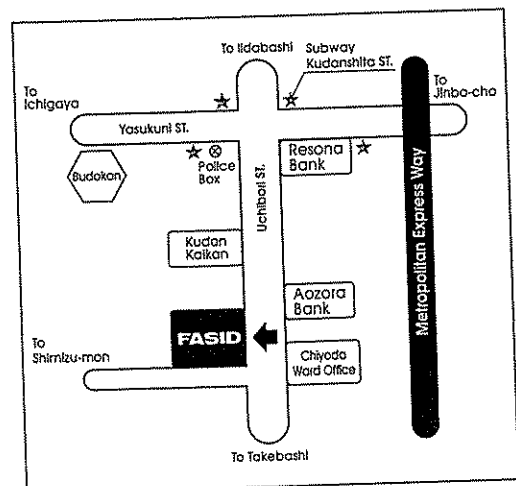 To Iidabashi
Subway
Kudanshita ST.
To
Ichigaya
To
Jinbo-cho
Yasukuni ST.
Police
Box
Resona
Bank
Budokan
Uchibori ST.
Metropolitan Express Way
Kudan
Kaikan
Aozora
Bank
FASID
To
Shimizu-mon
Chiyoda
Ward Office
To Takebashi